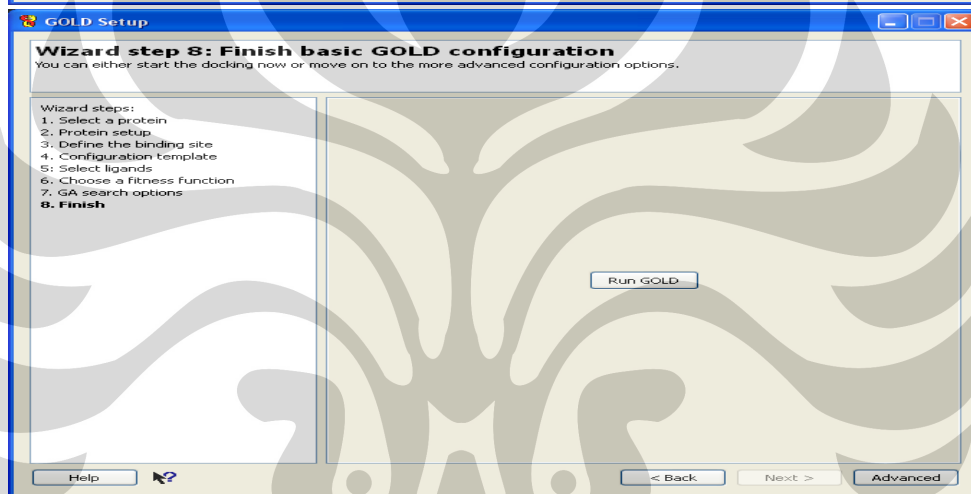 GOLD Setup
Wizard step 8: Finish basic GOLD configuration
You can either start the docking now or move on to the more advanced configuration options.
Wizard steps:
1. Select a protein
2. Protein setup
3. Define the binding site
4. Configuration template
5: Select ligands
6. Choose a fitness function
7. GA search options
8. Finish
Run GOLD
Help ? < Back Next > Advanced